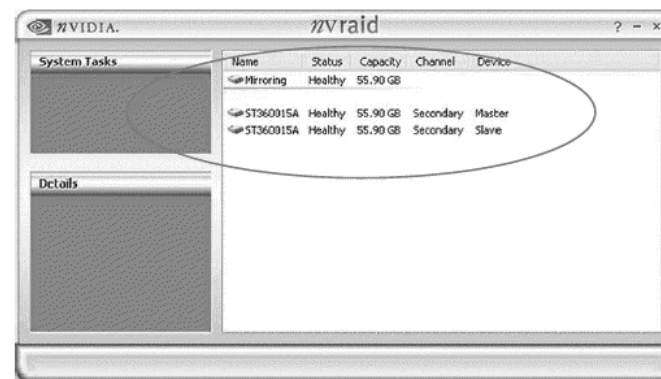 NVIDIA. nvraid ? - x
System Tasks
Name Status Capacity Channel Device
Mirroring Healthy 55.90 GB
ST360015A Healthy 55.90 GB Secondary Master
ST360015A Healthy 55.90 GB Secondary Slave
Details